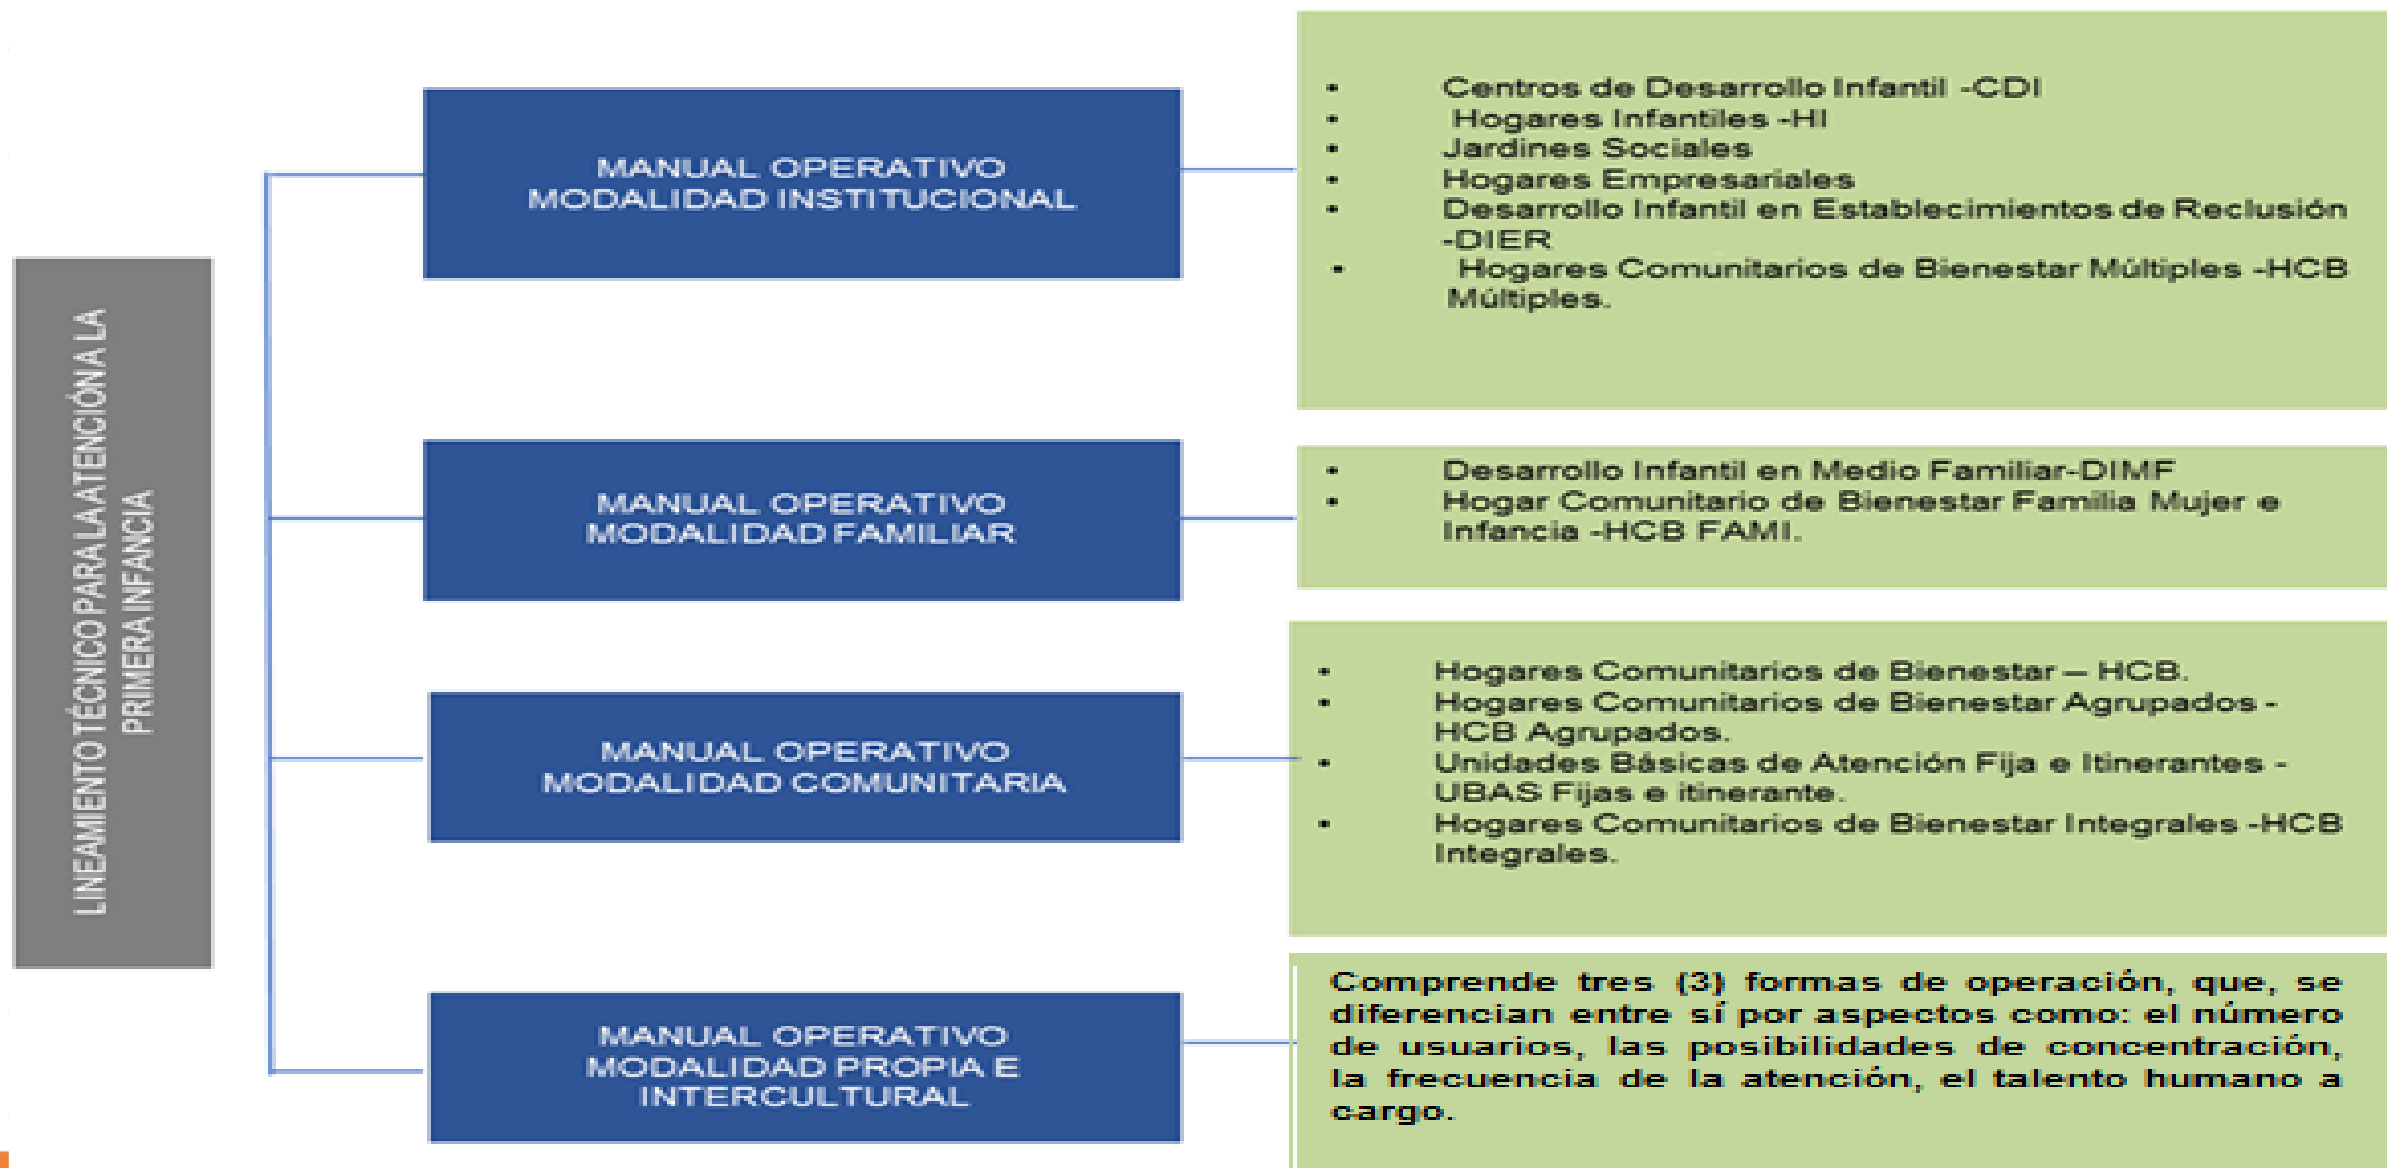 LINEAMIENTO TÉCNICO PARA LA ATENCIÓN A LA
PRIMERA INFANCIA
MANUAL OPERATIVO
MODALIDAD INSTITUCIONAL
• Centros de Desarrollo Infantil -CDI
• Hogares Infantiles -HI
• Jardines Sociales
• Hogares Empresariales
• Desarrollo Infantil en Establecimientos de Reclusión
-DIER
• Hogares Comunitarios de Bienestar Múltiples -HCB
Múltiples.
MANUAL OPERATIVO
MODALIDAD FAMILIAR
• Desarrollo Infantil en Medio Familiar-DIMF
• Hogar Comunitario de Bienestar Familia Mujer e
Infancia -HCB FAMI.
MANUAL OPERATIVO
MODALIDAD COMUNITARIA
• Hogares Comunitarios de Bienestar – HCB.
• Hogares Comunitarios de Bienestar Agrupados -
HCB Agrupados.
• Unidades Básicas de Atención Fija e Itinerantes -
UBAS Fijas e itinerante.
• Hogares Comunitarios de Bienestar Integrales -HCB
Integrales.
MANUAL OPERATIVO
MODALIDAD PROPIA E
INTERCULTURAL
Comprende tres (3) formas de operación, que, se
diferencian entre sí por aspectos como: el número
de usuarios, las posibilidades de concentración,
la frecuencia de la atención, el talento humano a
cargo.